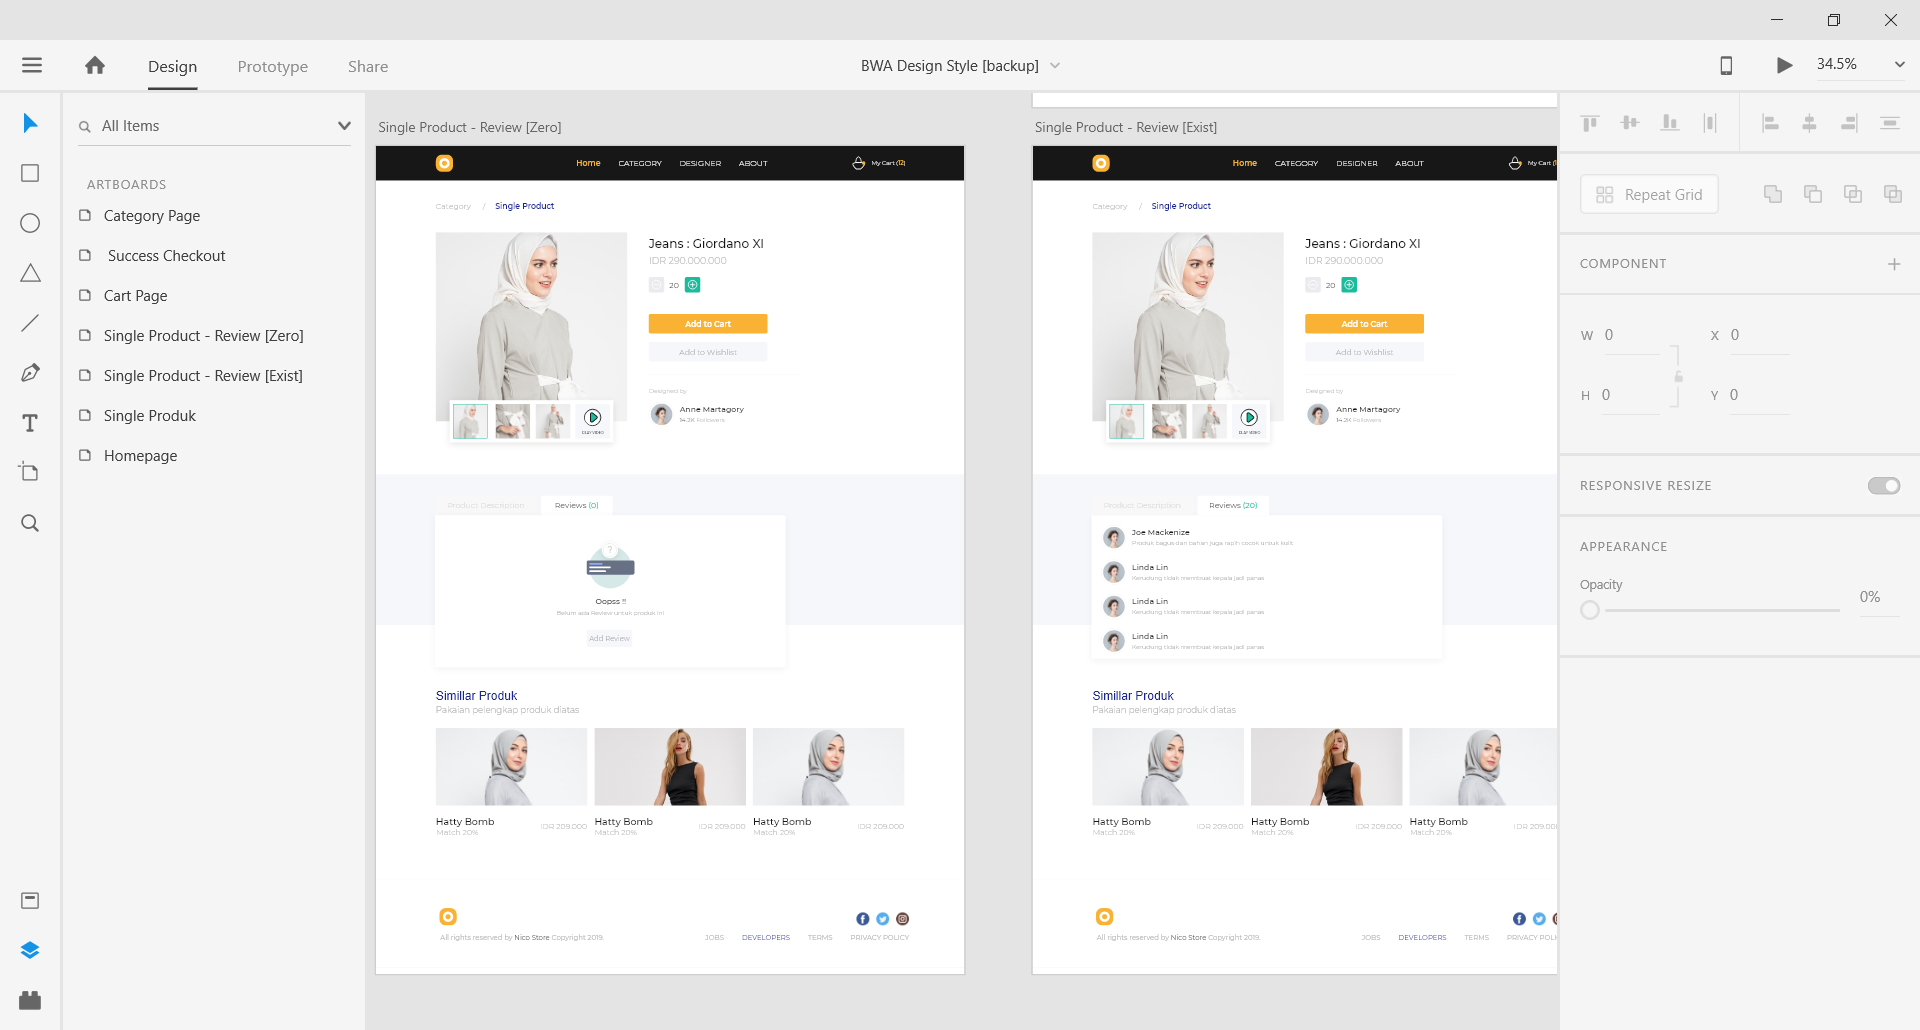 Design Prototype Share
BWA Design Style [backup]
34.5%
All Items
ARTBOARDS
Category Page
Success Checkout
Cart Page
Single Product - Review [Zero]
Single Product - Review [Exist]
Single Produk
Homepage
Single Product - Review [Zero]
Home CATEGORY DESIGNER ABOUT My Cart (12)
Category / Single Product
Jeans : Giordano XI
IDR 290.000.000
20
Add to Cart
Add to Wishlist
Designed by
Anne Martagory
14.2K Followers
PLAY VIDEO
Product Description Reviews (0)
?
Oopss !!
Belum ada Review untuk produk ini
Add Review
Simillar Produk
Pakaian pelengkap produk diatas
Hatty Bomb
Match 20%
IDR 209.000
Hatty Bomb
Match 20%
IDR 209.000
Hatty Bomb
Match 20%
IDR 209.000
All rights reserved by Nico Store Copyright 2019.
JOBS DEVELOPERS TERMS PRIVACY POLICY
Single Product - Review [Exist]
Home CATEGORY DESIGNER ABOUT My Cart
Category / Single Product
Jeans : Giordano XI
IDR 290.000.000
20
Add to Cart
Add to Wishlist
Designed by
Anne Martagory
14.2K Followers
PLAY VIDEO
Product Description Reviews (20)
Joe Mackenize
Produk bagus dan bahan juga rapih cocok untuk kulit
Linda Lin
Kerudung tidak membuat kepala jadi panas
Linda Lin
Kerudung tidak membuat kepala jadi panas
Linda Lin
Kerudung tidak membuat kepala jadi panas
Simillar Produk
Pakaian pelengkap produk diatas
Hatty Bomb
Match 20%
IDR 209.000
Hatty Bomb
Match 20%
IDR 209.000
Hatty Bomb
Match 20%
IDR 209.00
All rights reserved by Nico Store Copyright 2019.
JOBS DEVELOPERS TERMS PRIVACY POLI
Repeat Grid
COMPONENT
W 0 X 0
H 0 Y 0
RESPONSIVE RESIZE
APPEARANCE
Opacity
0%